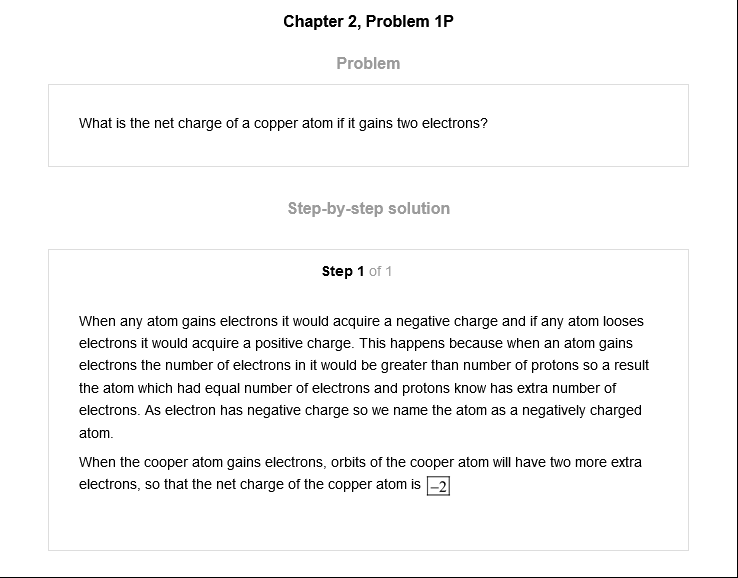 Chapter 2, Problem 1P
Problem
What is the net charge of a copper atom if it gains two electrons?
Step-by-step solution
Step 1 of 1
When any atom gains electrons it would acquire a negative charge and if any atom looses
electrons it would acquire a positive charge. This happens because when an atom gains
electrons the number of electrons in it would be greater than number of protons so a result
the atom which had equal number of electrons and protons know has extra number of
electrons. As electron has negative charge so we name the atom as a negatively charged
atom.
When the cooper atom gains electrons, orbits of the cooper atom will have two more extra
electrons, so that the net charge of the copper atom is −2